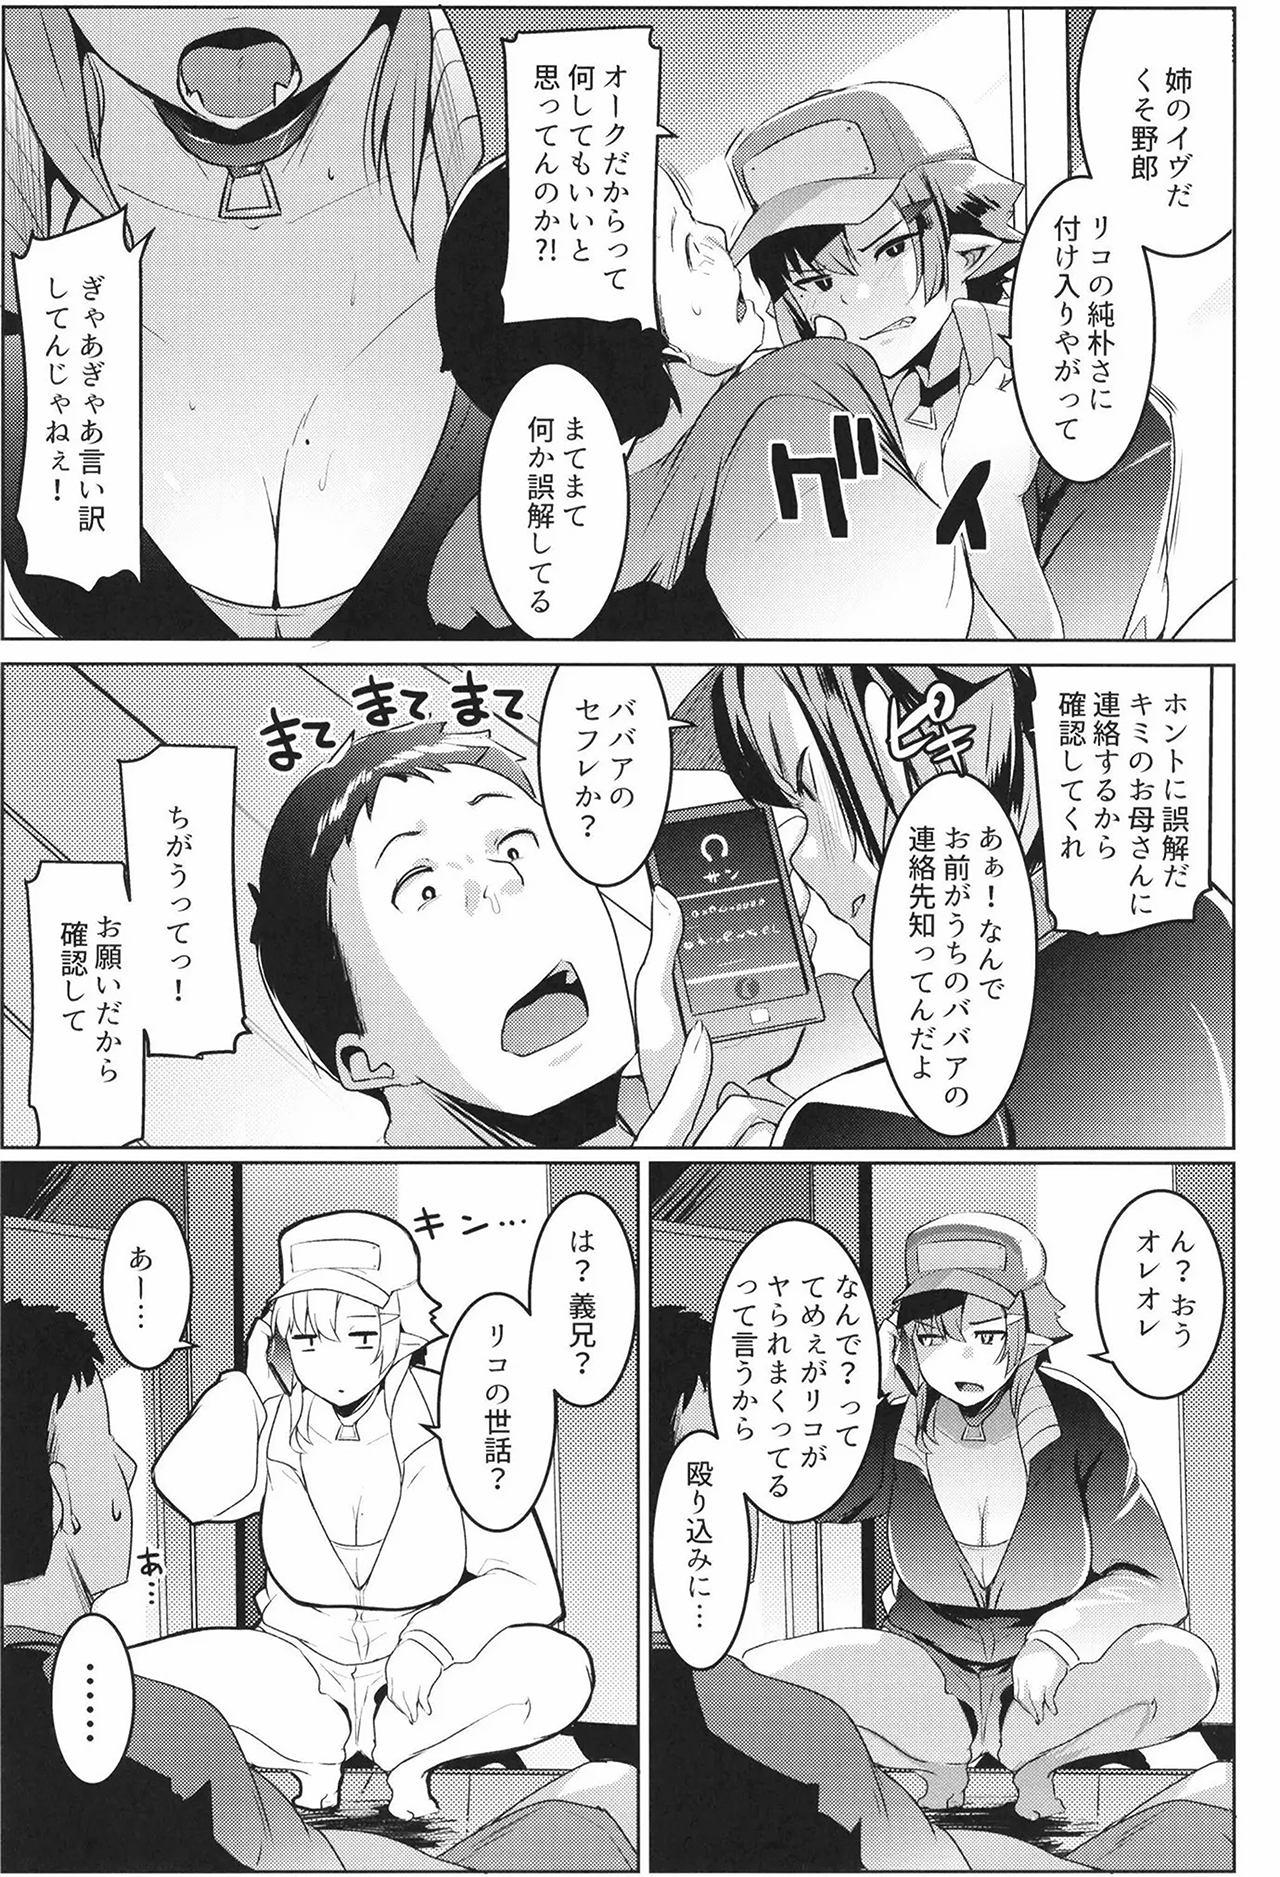 姉のイヴだ
くそ野郎
リコの純朴さに
付け入りやがって
グイ
オークだからって
何してもいいと
思ってんのか?!
まてまて
何か誤解してる
ぎゃあぎゃあ言い訳
してんじゃねぇ!
ホントに誤解だ
キミのお母さんに
連絡するから
確認してくれ
ピキ
あぁ!なんで
お前がうちのババアの
連絡先知ってんだよ
ババアの
セフレか?
まて
まて
まて
ちがうってっ!
お願いだから
確認して
ん?おう
オレオレ
なんで?って
てめぇがリコが
ヤられまくってる
って言うから
殴り込みに…
は?義兄?
リコの世話?
キン…
あー…
あ…
……